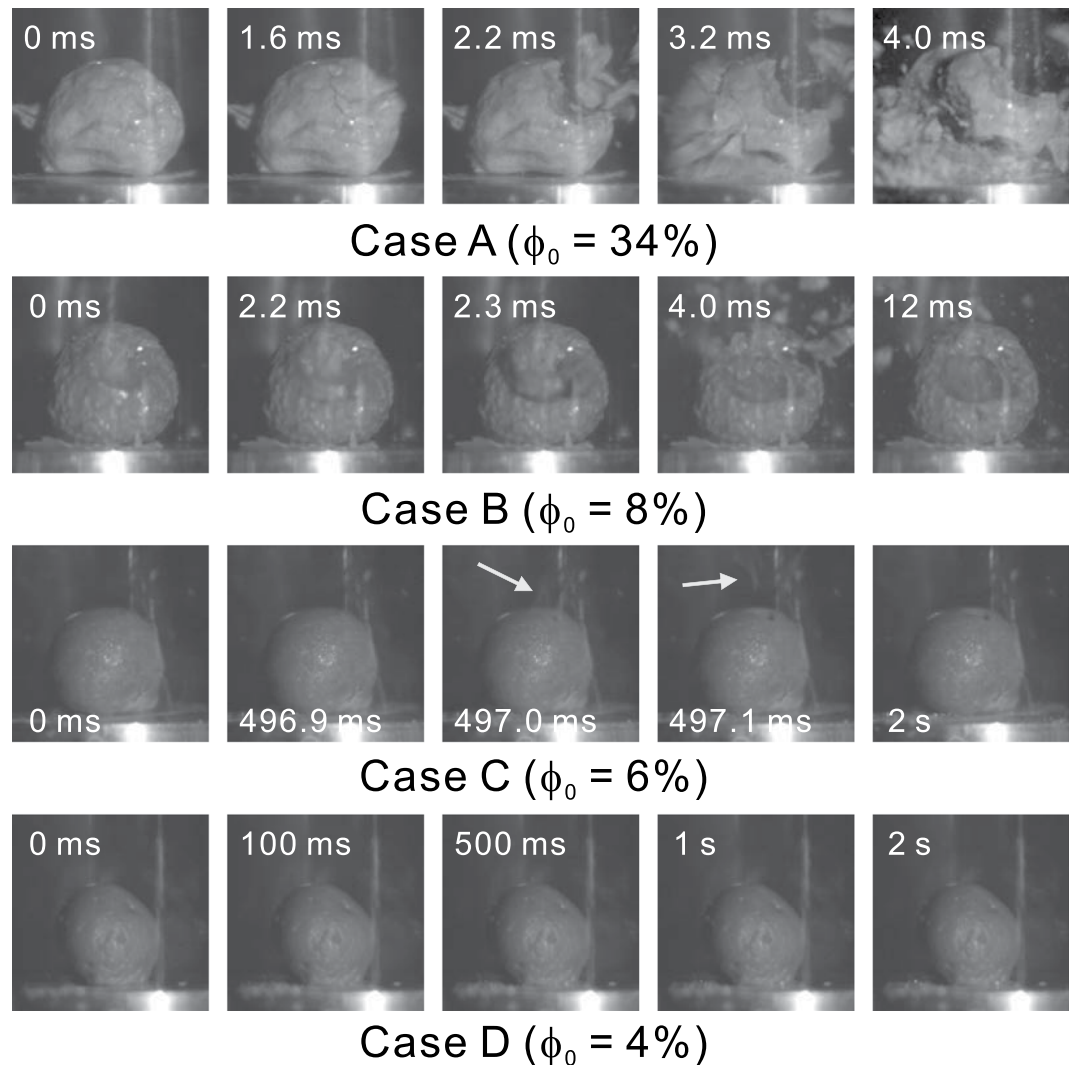 0 ms 1.6 ms 2.2 ms 3.2 ms 4.0 ms
Case A (ϕ₀ = 34%)
0 ms 2.2 ms 2.3 ms 4.0 ms 12 ms
Case B (ϕ₀ = 8%)
0 ms 496.9 ms 497.0 ms 497.1 ms 2 s
Case C (ϕ₀ = 6%)
0 ms 100 ms 500 ms 1 s 2 s
Case D (ϕ₀ = 4%)